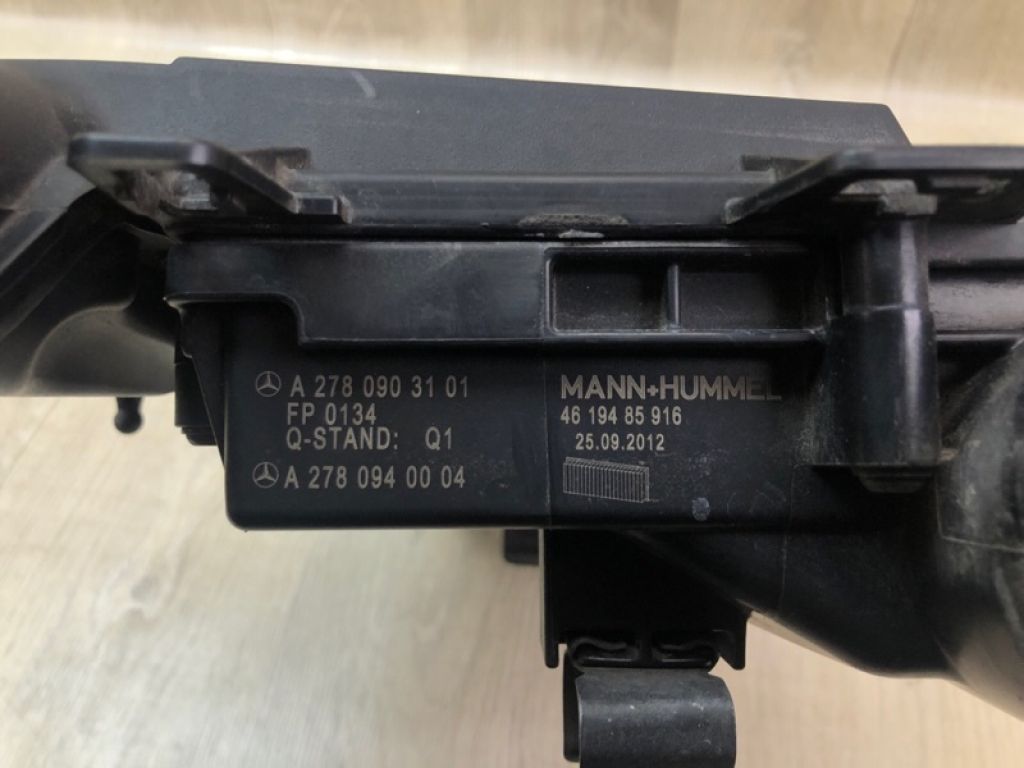 A 278 090 31 01
FP 0134
Q-STAND: Q1
A 278 094 00 04
MANN+HUMMEL
46 194 85 916
25.09.2012